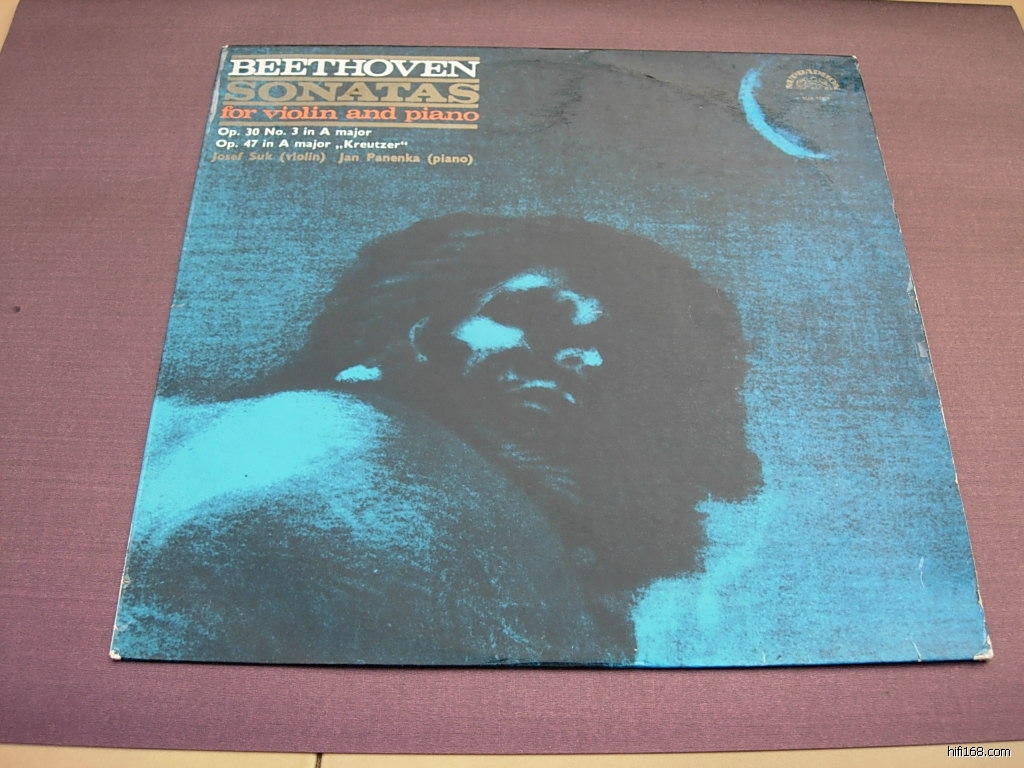 BEETHOVEN
SONATAS
for violin and piano
Op. 30 No. 3 in A major
Op. 47 in A major „Kreutzer“
Josef Suk (violin) Jan Panenka (piano)
SUPRAPHON
hifi168.com